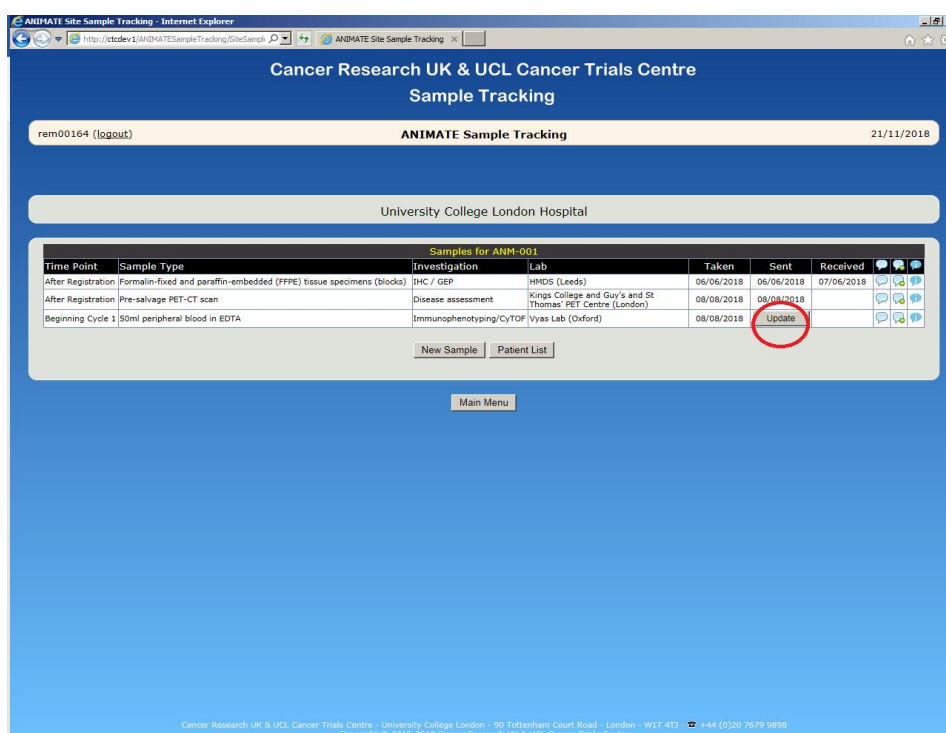 ANIMATE Site Sample Tracking - Internet Explorer
http://ctcdev1/ANIMATESampleTracking/SiteSampl ANIMATE Site Sample Tracking
Cancer Research UK & UCL Cancer Trials Centre
Sample Tracking
rem00164 (logout) ANIMATE Sample Tracking 21/11/2018
University College London Hospital
Samples for ANM-001
Time Point Sample Type Investigation Lab Taken Sent Received
After Registration Formalin-fixed and paraffin-embedded (FFPE) tissue specimens (blocks) IHC / GEP HMDS (Leeds) 06/06/2018 06/06/2018 07/06/2018
After Registration Pre-salvage PET-CT scan Disease assessment Kings College and Guy's and St Thomas' PET Centre (London) 08/08/2018 08/08/2018
Beginning Cycle 1 50ml peripheral blood in EDTA Immunophenotyping/CyTOF Vyas Lab (Oxford) 08/08/2018 Update
New Sample Patient List
Main Menu
Cancer Research UK & UCL Cancer Trials Centre - University College London - 90 Tottenham Court Road - London - W1T 4TJ - ☎ +44 (0)20 7679 9898